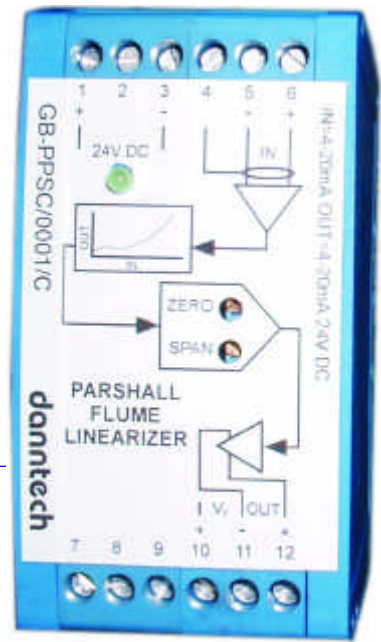 1 2 3 4 5 6
+ - - +
24V DC
IN
OUT
IN
ZERO
SPAN
PARSHALL
FLUME
LINEARIZER
OUT
+ - +
7 8 9 10 11 12
GB-PPSC/0001/C
danntech
IN=4-20mA OUT=4-20mA 24V DC